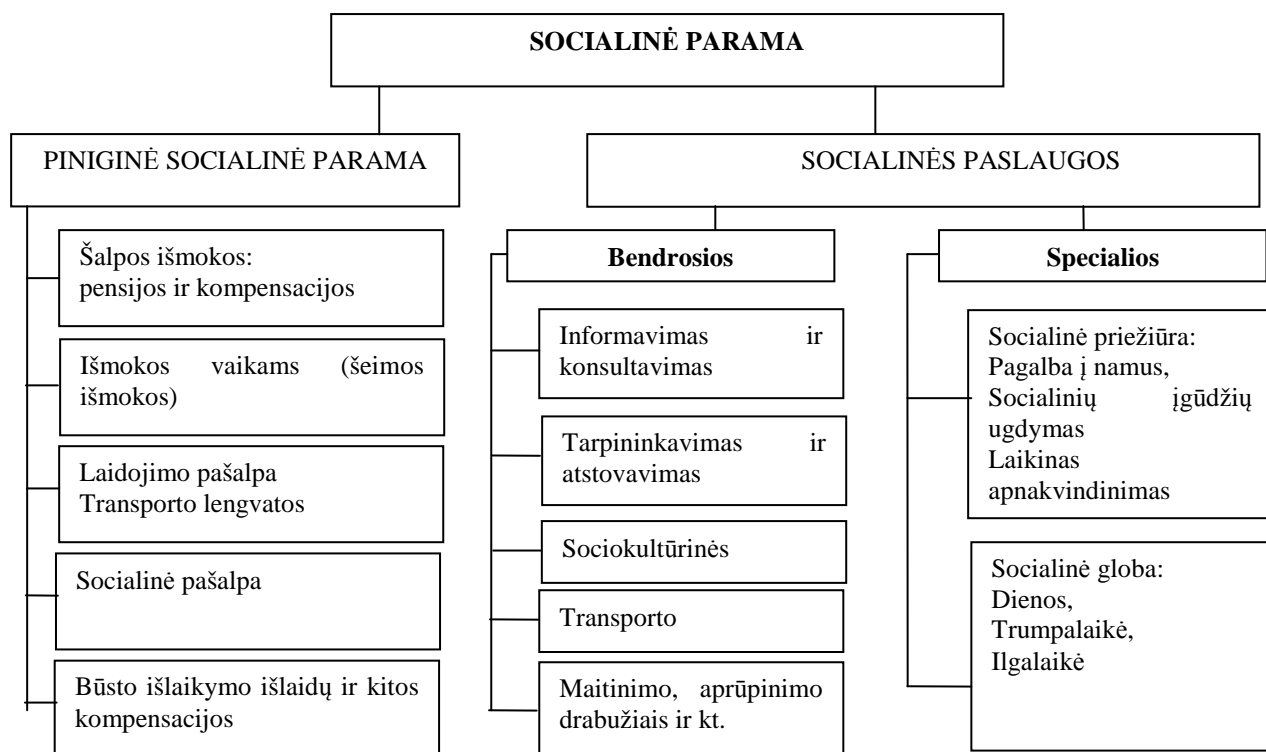 SOCIALINĖ PARAMA
PINIGINĖ SOCIALINĖ PARAMA
SOCIALINĖS PASLAUGOS
Šalpos išmokos:
pensijos ir kompensacijos
Išmokos vaikams (šeimos
išmokos)
Laidojimo pašalpa
Transporto lengvatos
Socialinė pašalpa
Būsto išlaikymo išlaidų ir kitos
kompensacijos
Bendrosios
Informavimas ir
konsultavimas
Tarpininkavimas ir
atstovavimas
Sociokultūrinės
Transporto
Maitinimo, aprūpinimo
drabužiais ir kt.
Specialios
Socialinė priežiūra:
Pagalba į namus,
Socialinių įgūdžių
ugdymas
Laikinas
apnakvindinimas
Socialinė globa:
Dienos,
Trumpalaikė,
Ilgalaikė